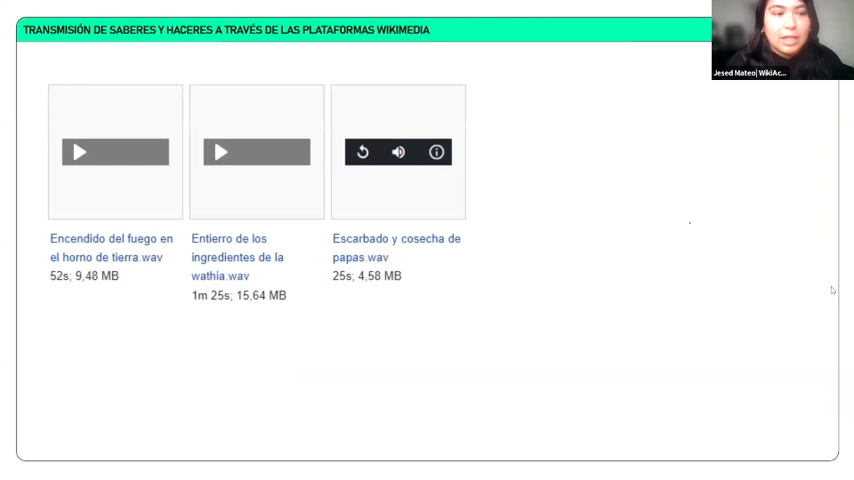 TRANSMISIÓN DE SABERES Y HACERES A TRAVÉS DE LAS PLATAFORMAS WIKIMEDIA
Jesed Mateo| WikiAc...
Encendido del fuego en
el horno de tierra.wav
52s; 9,48 MB
Entierro de los
ingredientes de la
wathia.wav
1m 25s; 15,64 MB
Escarbado y cosecha de
papas.wav
25s; 4,58 MB